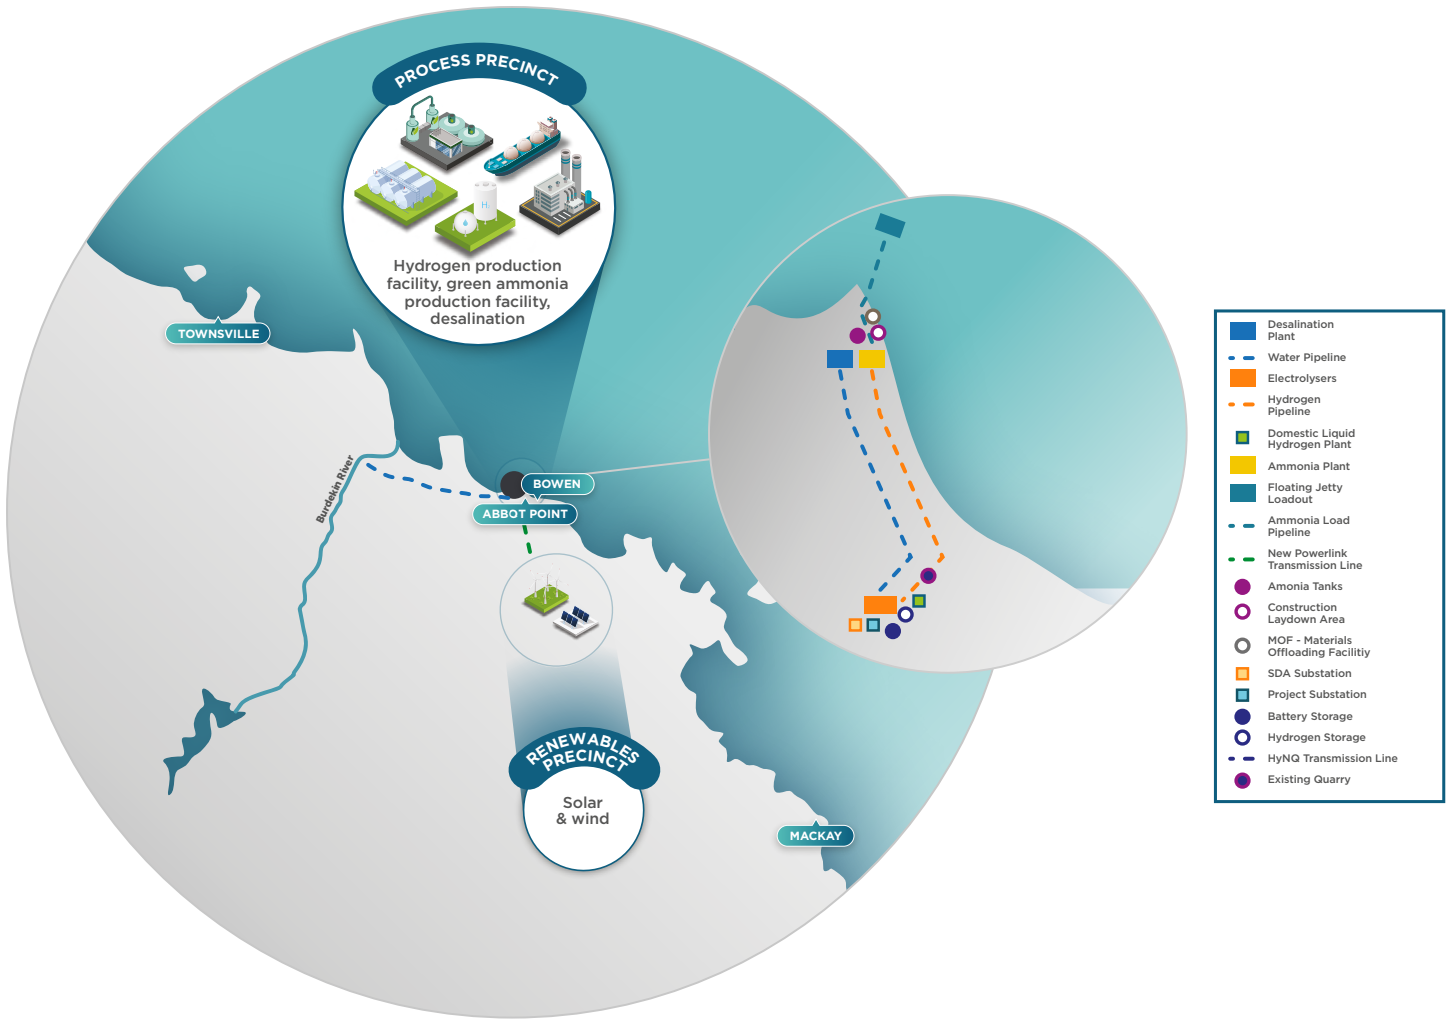 PROCESS PRECINCT
H₂
Hydrogen production
facility, green ammonia
production facility,
desalination
TOWNSVILLE
Burdekin River
BOWEN
ABBOT POINT
RENEWABLES
PRECINCT
Solar
& wind
MACKAY
Desalination
Plant
Water Pipeline
Electrolysers
Hydrogen
Pipeline
Domestic Liquid
Hydrogen Plant
Ammonia Plant
Floating Jetty
Loadout
Ammonia Load
Pipeline
New Powerlink
Transmission Line
Amonia Tanks
Construction
Laydown Area
MOF - Materials
Offloading Facilitiy
SDA Substation
Project Substation
Battery Storage
Hydrogen Storage
HyNQ Transmission Line
Existing Quarry